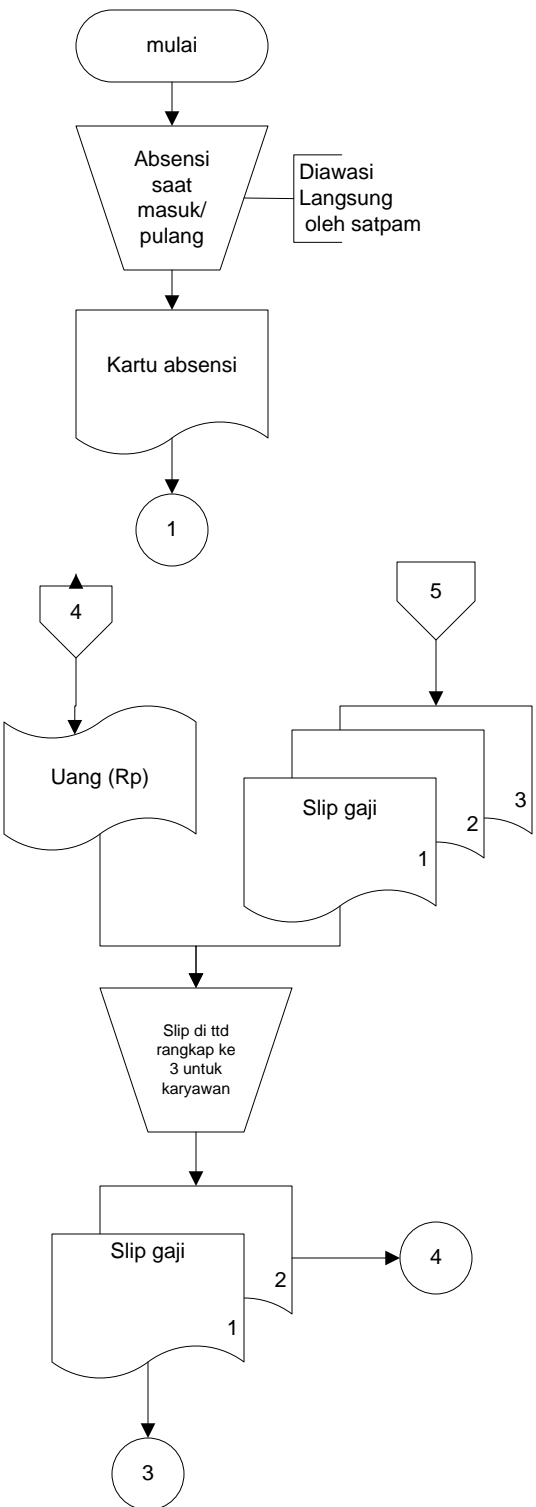 mulai
Absensi
saat
masuk/
pulang
Diawasi
Langsung
oleh satpam
Kartu absensi
1
4
5
Uang (Rp)
Slip gaji
1
2
3
Slip di ttd
rangkap ke
3 untuk
karyawan
Slip gaji
1
2
4
3